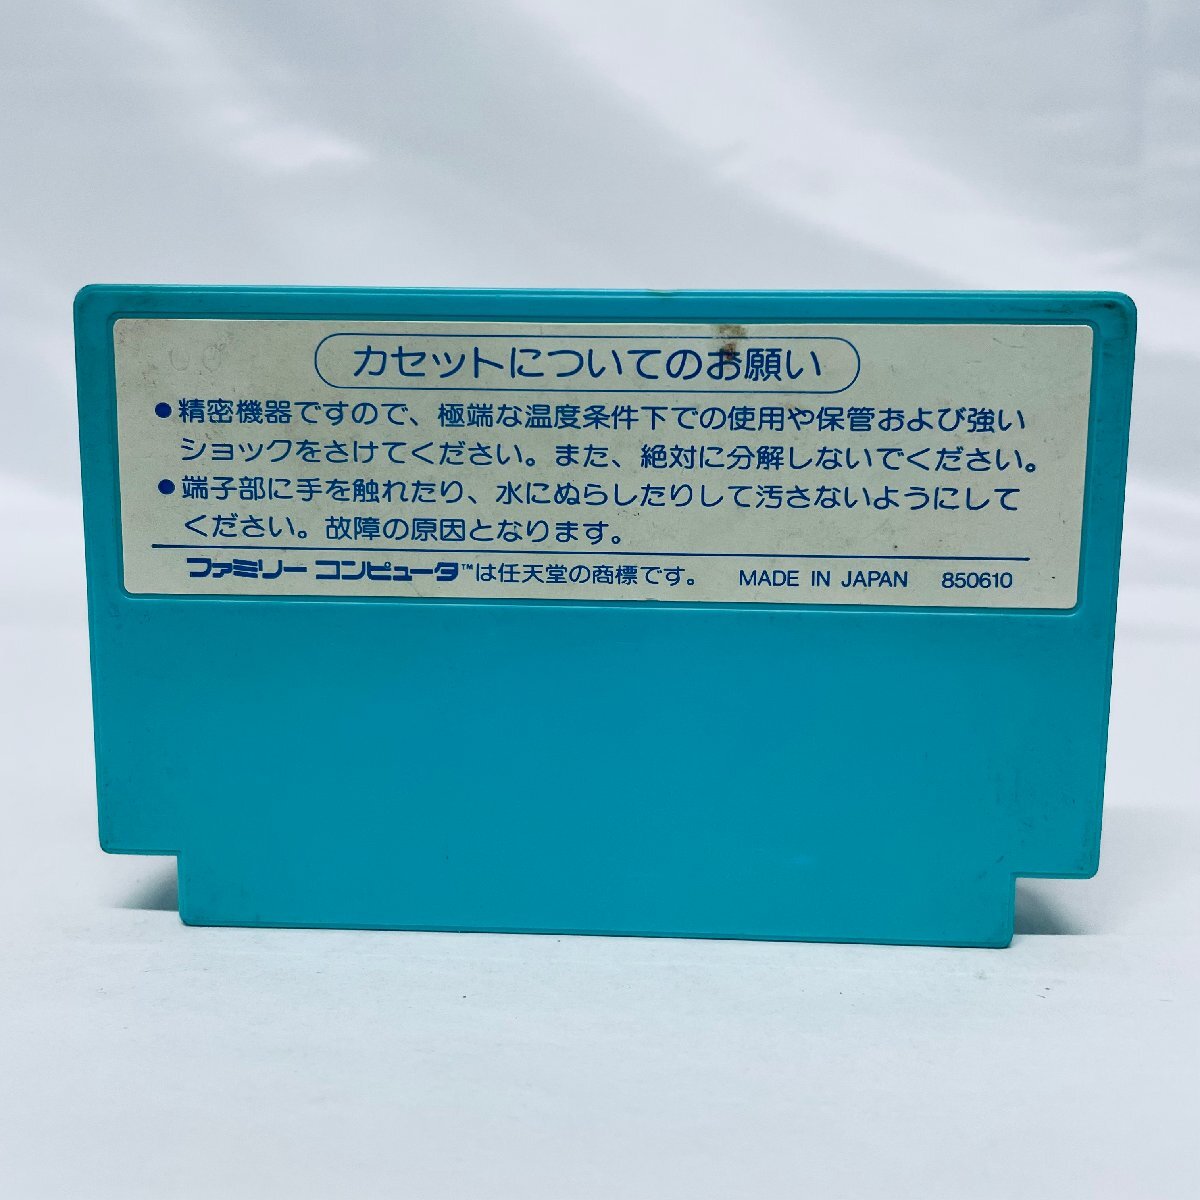 カセットについてのお願い
●精密機器ですので、極端な温度条件下での使用や保管および強い
ショックをさけてください。また、絶対に分解しないでください。
●端子部に手を触れたり、水にぬらしたりして汚さないようにして
ください。故障の原因となります。
ファミリーコンピュータ™は任天堂の商標です。 MADE IN JAPAN 850610